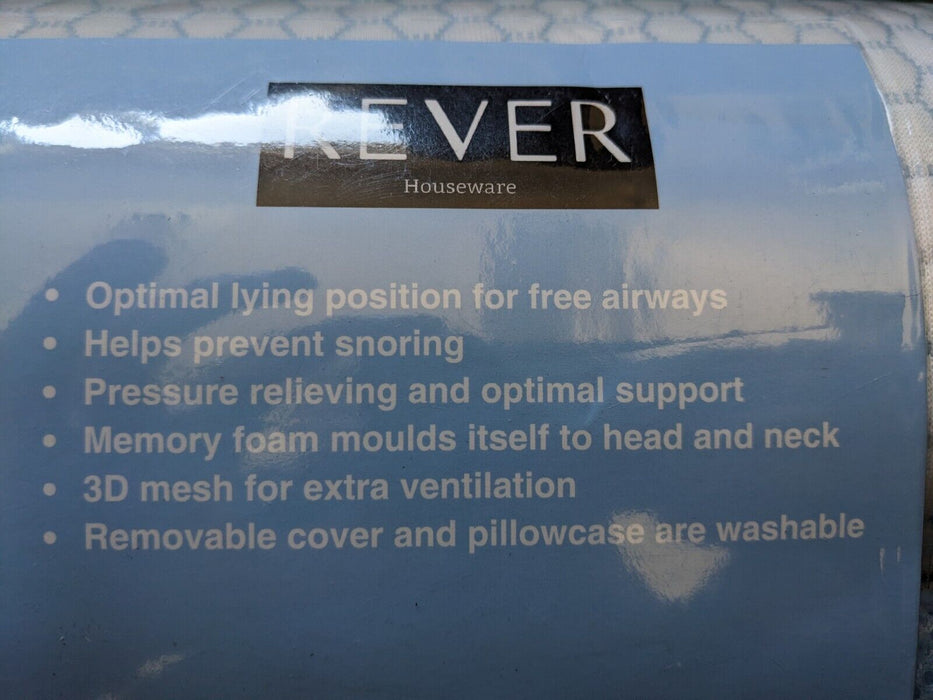 REVER
Houseware
• Optimal lying position for free airways
• Helps prevent snoring
• Pressure relieving and optimal support
• Memory foam moulds itself to head and neck
• 3D mesh for extra ventilation
• Removable cover and pillowcase are washable